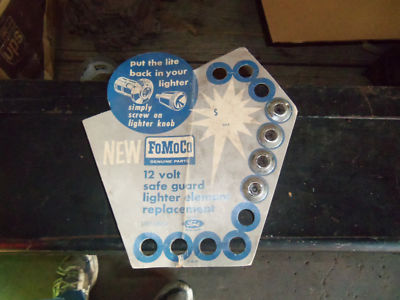 put the lite
back in your
lighter
simply
screw on
lighter knob
$
NEW FoMoCo
GENUINE PARTS
12 volt
safe guard
lighter element
replacement
Ford